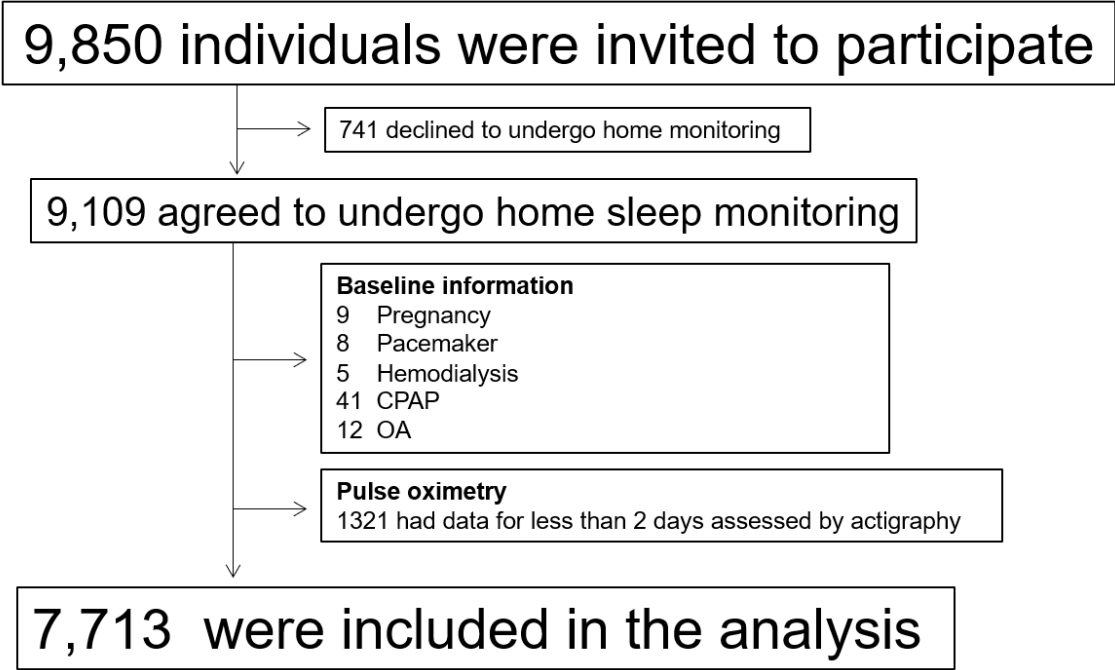 9,850 individuals were invited to participate
741 declined to undergo home monitoring
9,109 agreed to undergo home sleep monitoring
Baseline information
9 Pregnancy
8 Pacemaker
5 Hemodialysis
41 CPAP
12 OA
Pulse oximetry
1321 had data for less than 2 days assessed by actigraphy
7,713 were included in the analysis